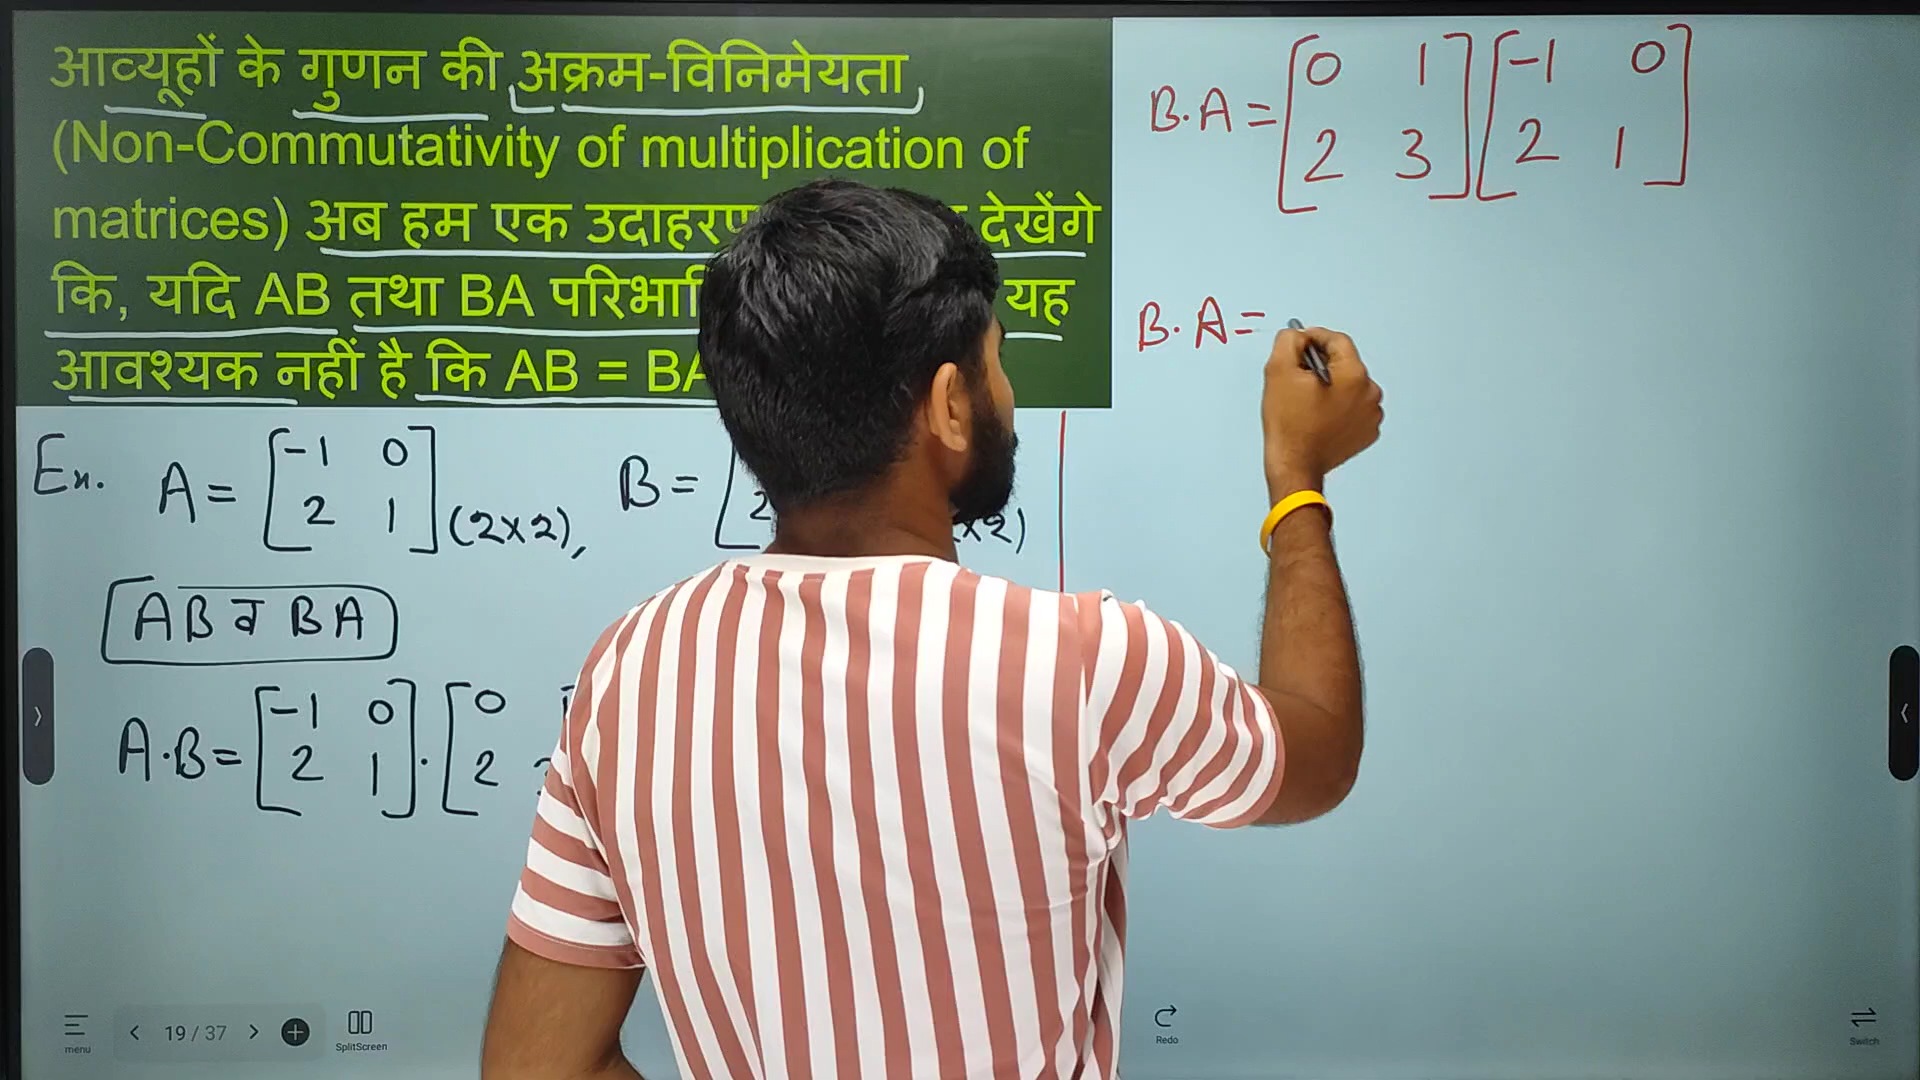 आव्यूहों के गुणन की अक्रम-विनिमेयता
(Non-Commutativity of multiplication of
matrices) अब हम एक उदाहरण देखेंगे
कि, यदि AB तथा BA यह
आवश्यक नहीं है कि AB =
Ex. A = [-1 0
2 1] (2×2), B = [
2 ×2)
AB व BA
A·B = [-1 0
2 1] · [0
2
B.A = [0 1
2 3] [-1 0
2 1]
B.A =
menu
19 / 37
SplitScreen
Redo
Switch